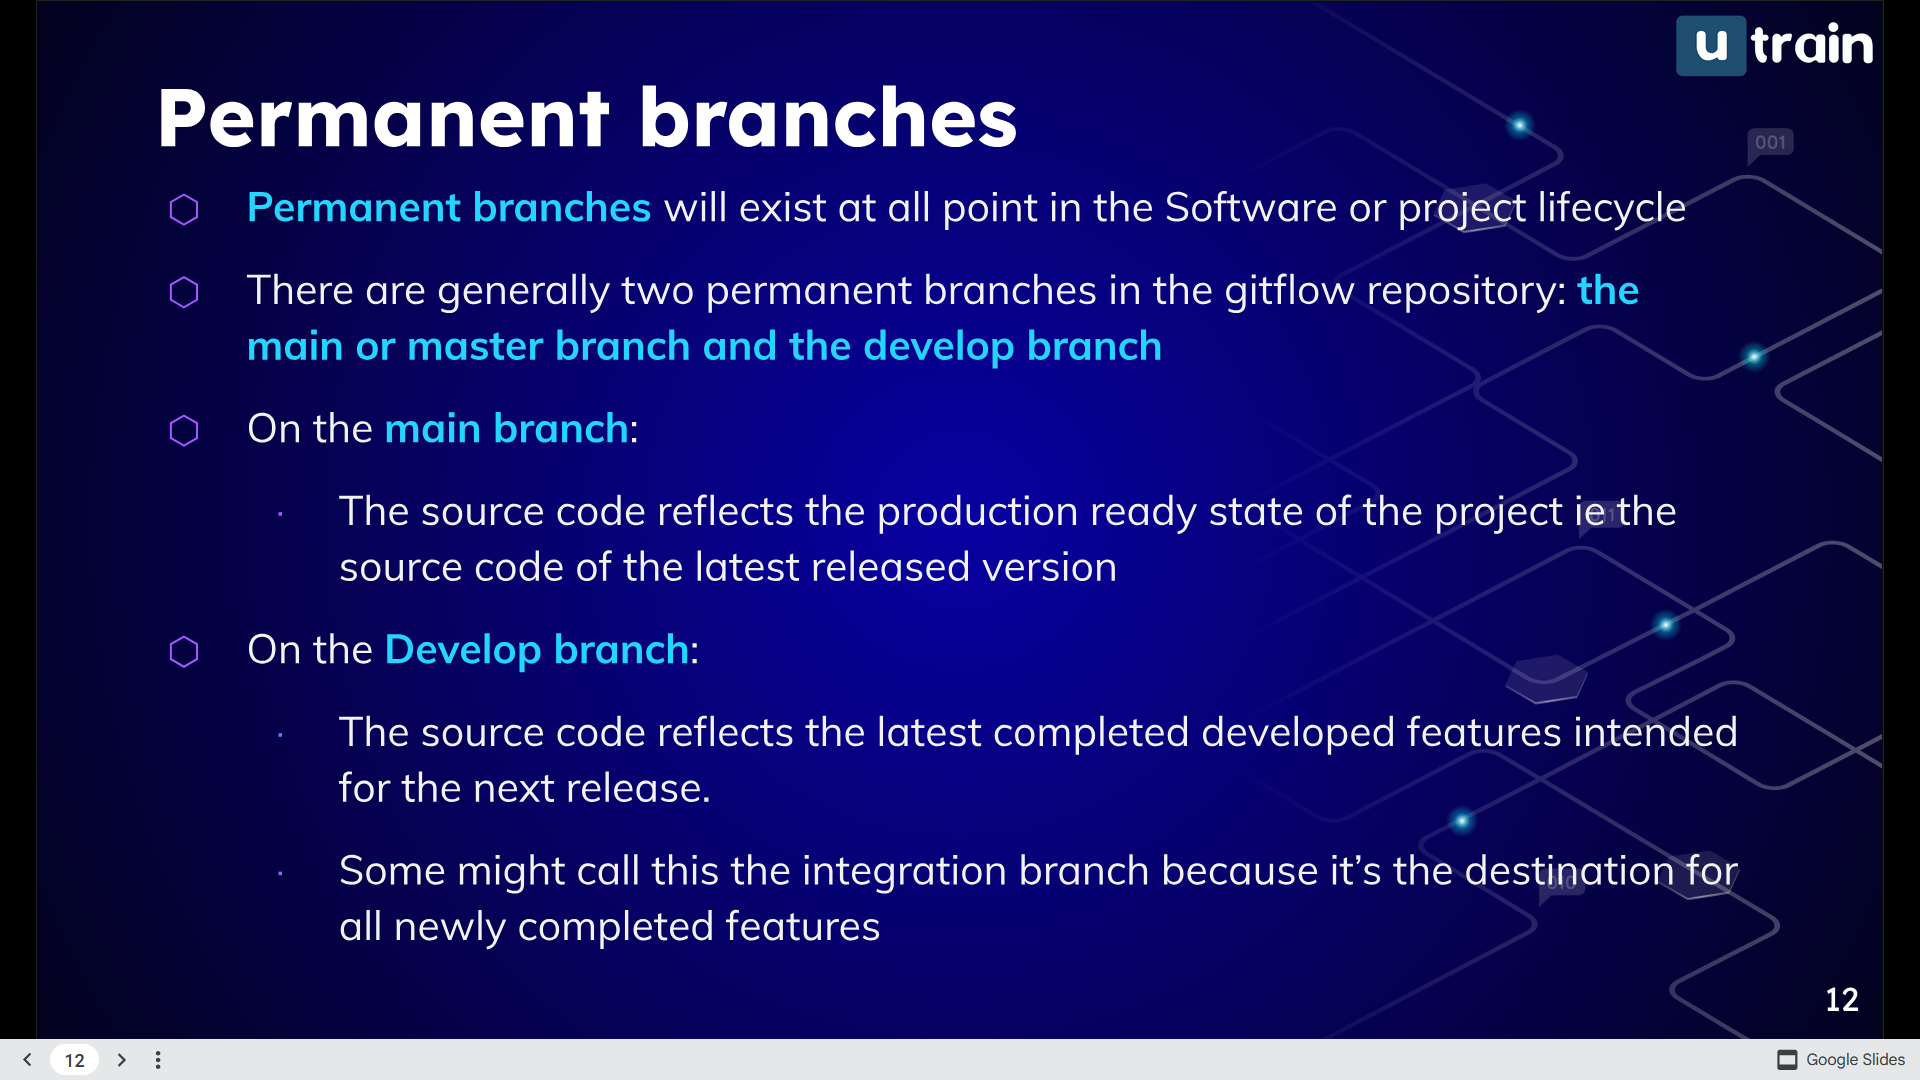 u train
Permanent branches
001
Permanent branches will exist at all point in the Software or project lifecycle
There are generally two permanent branches in the gitflow repository: the
main or master branch and the develop branch
On the main branch:
The source code reflects the production ready state of the project ie the
source code of the latest released version
On the Develop branch:
The source code reflects the latest completed developed features intended
for the next release.
Some might call this the integration branch because it’s the destination for
all newly completed features
12
12
Google Slides